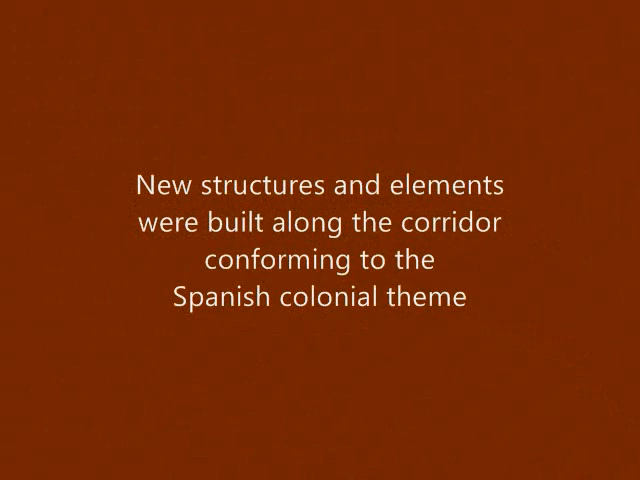 New structures and elements
were built along the corridor
conforming to the
Spanish colonial theme